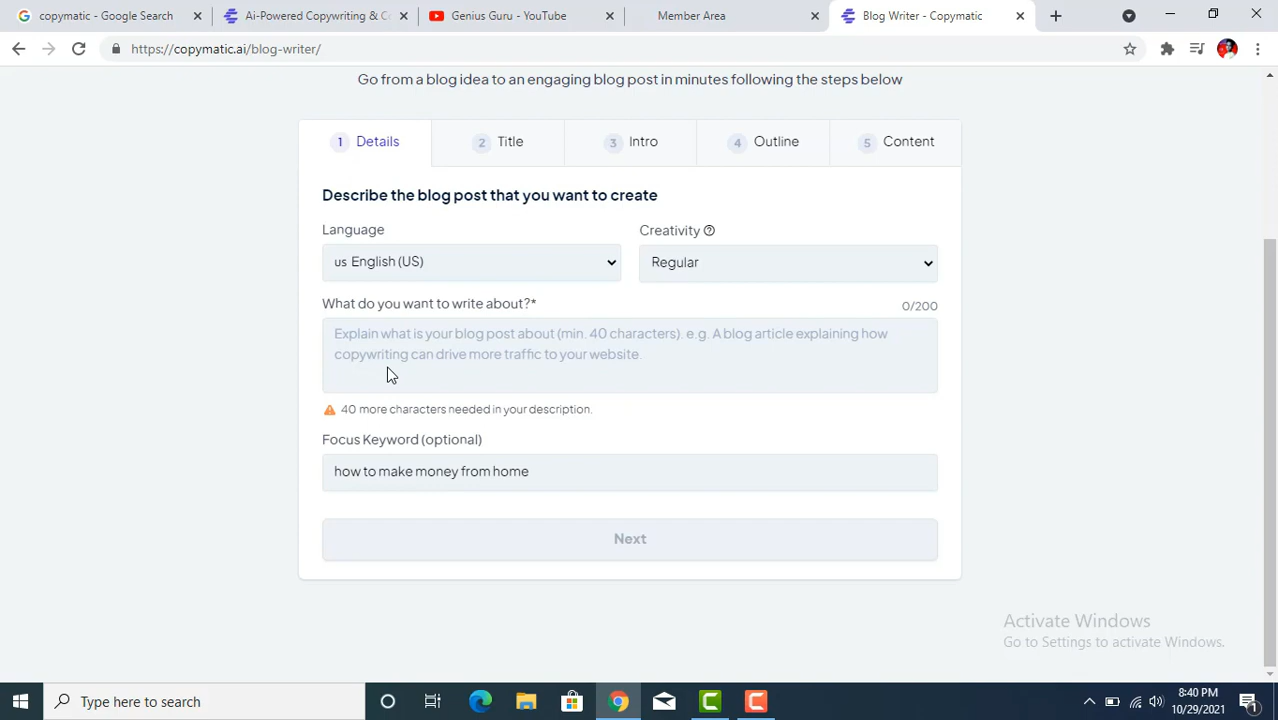 copymatic - Google Search
Ai-Powered Copywriting & C
Genius Guru - YouTube
Member Area
Blog Writer - Copymatic
https://copymatic.ai/blog-writer/
Go from a blog idea to an engaging blog post in minutes following the steps below
1 Details
2 Title
3 Intro
4 Outline
5 Content
Describe the blog post that you want to create
Language
Creativity
us English (US)
Regular
What do you want to write about?*
0/200
Explain what is your blog post about (min. 40 characters). e.g. A blog article explaining how
copywriting can drive more traffic to your website.
40 more characters needed in your description.
Focus Keyword (optional)
how to make money from home
Next
Activate Windows
Go to Settings to activate Windows.
Type here to search
8:40 PM
10/29/2021
1